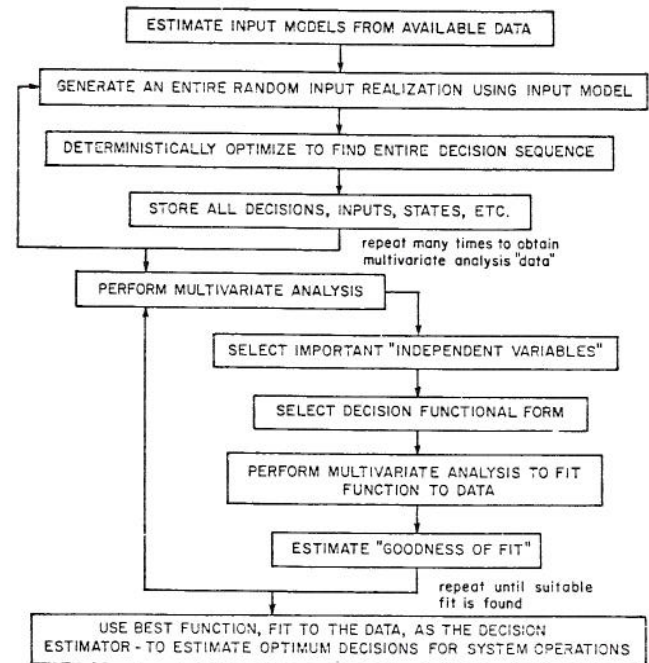 ESTIMATE INPUT MODELS FROM AVAILABLE DATA
GENERATE AN ENTIRE RANDOM INPUT REALIZATION USING INPUT MODEL
DETERMINISTICALLY OPTIMIZE TO FIND ENTIRE DECISION SEQUENCE
STORE ALL DECISIONS, INPUTS, STATES, ETC.
repeat many times to obtain
multivariate analysis "data"
PERFORM MULTIVARIATE ANALYSIS
SELECT IMPORTANT "INDEPENDENT VARIABLES"
SELECT DECISION FUNCTIONAL FORM
PERFORM MULTIVARIATE ANALYSIS TO FIT
FUNCTION TO DATA
ESTIMATE "GOODNESS OF FIT"
repeat until suitable
fit is found
USE BEST FUNCTION, FIT TO THE DATA, AS THE DECISION
ESTIMATOR - TO ESTIMATE OPTIMUM DECISIONS FOR SYSTEM OPERATIONS